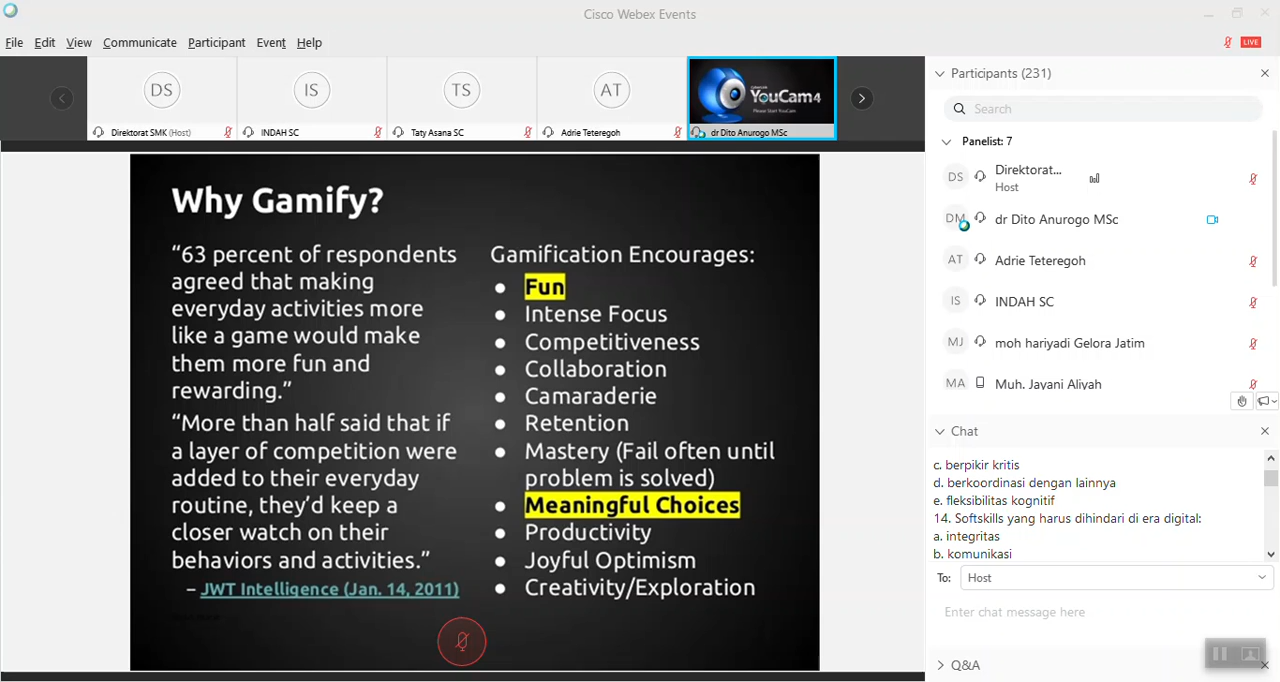 Cisco Webex Events
File Edit View Communicate Participant Event Help
LIVE
DS
IS
TS
AT
YouCam4
Please Start YouCam
Direktorat SMK (Host)
INDAH SC
Taty Asana SC
Adrie Teteregoh
dr Dito Anurogo MSc
Why Gamify?
“63 percent of respondents
agreed that making
everyday activities more
like a game would make
them more fun and
rewarding.”
“More than half said that if
a layer of competition were
added to their everyday
routine, they’d keep a
closer watch on their
behaviors and activities.”
– JWT Intelligence (Jan. 14, 2011)
Gamification Encourages:
● Fun
● Intense Focus
● Competitiveness
● Collaboration
● Camaraderie
● Retention
● Mastery (Fail often until
problem is solved)
● Meaningful Choices
● Productivity
● Joyful Optimism
● Creativity/Exploration
Participants (231)
Search
Panelist: 7
DS Direktorat...
Host
DM dr Dito Anurogo MSc
AT Adrie Teteregoh
IS INDAH SC
MJ moh hariyadi Gelora Jatim
MA Muh. Jayani Aliyah
Chat
c. berpikir kritis
d. berkoordinasi dengan lainnya
e. fleksibilitas kognitif
14. Softskills yang harus dihindari di era digital:
a. integritas
b. komunikasi
To: Host
Enter chat message here
Q&A